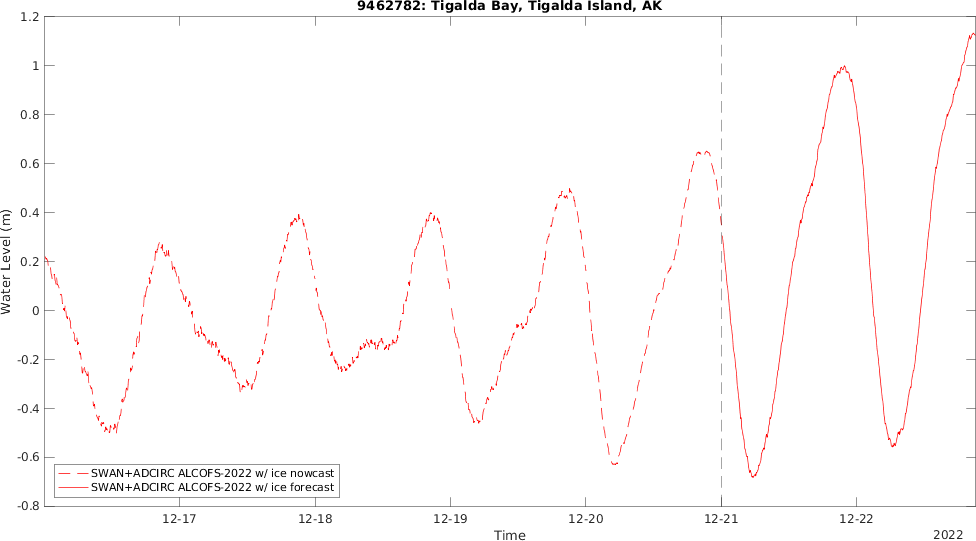 9462782: Tigalda Bay, Tigalda Island, AK
Water Level (m)
1.2
1
0.8
0.6
0.4
0.2
0
-0.2
-0.4
-0.6
-0.8
SWAN+ADCIRC ALCOFS-2022 w/ ice nowcast
SWAN+ADCIRC ALCOFS-2022 w/ ice forecast
12-17 12-18 12-19 12-20 12-21 12-22
Time
2022